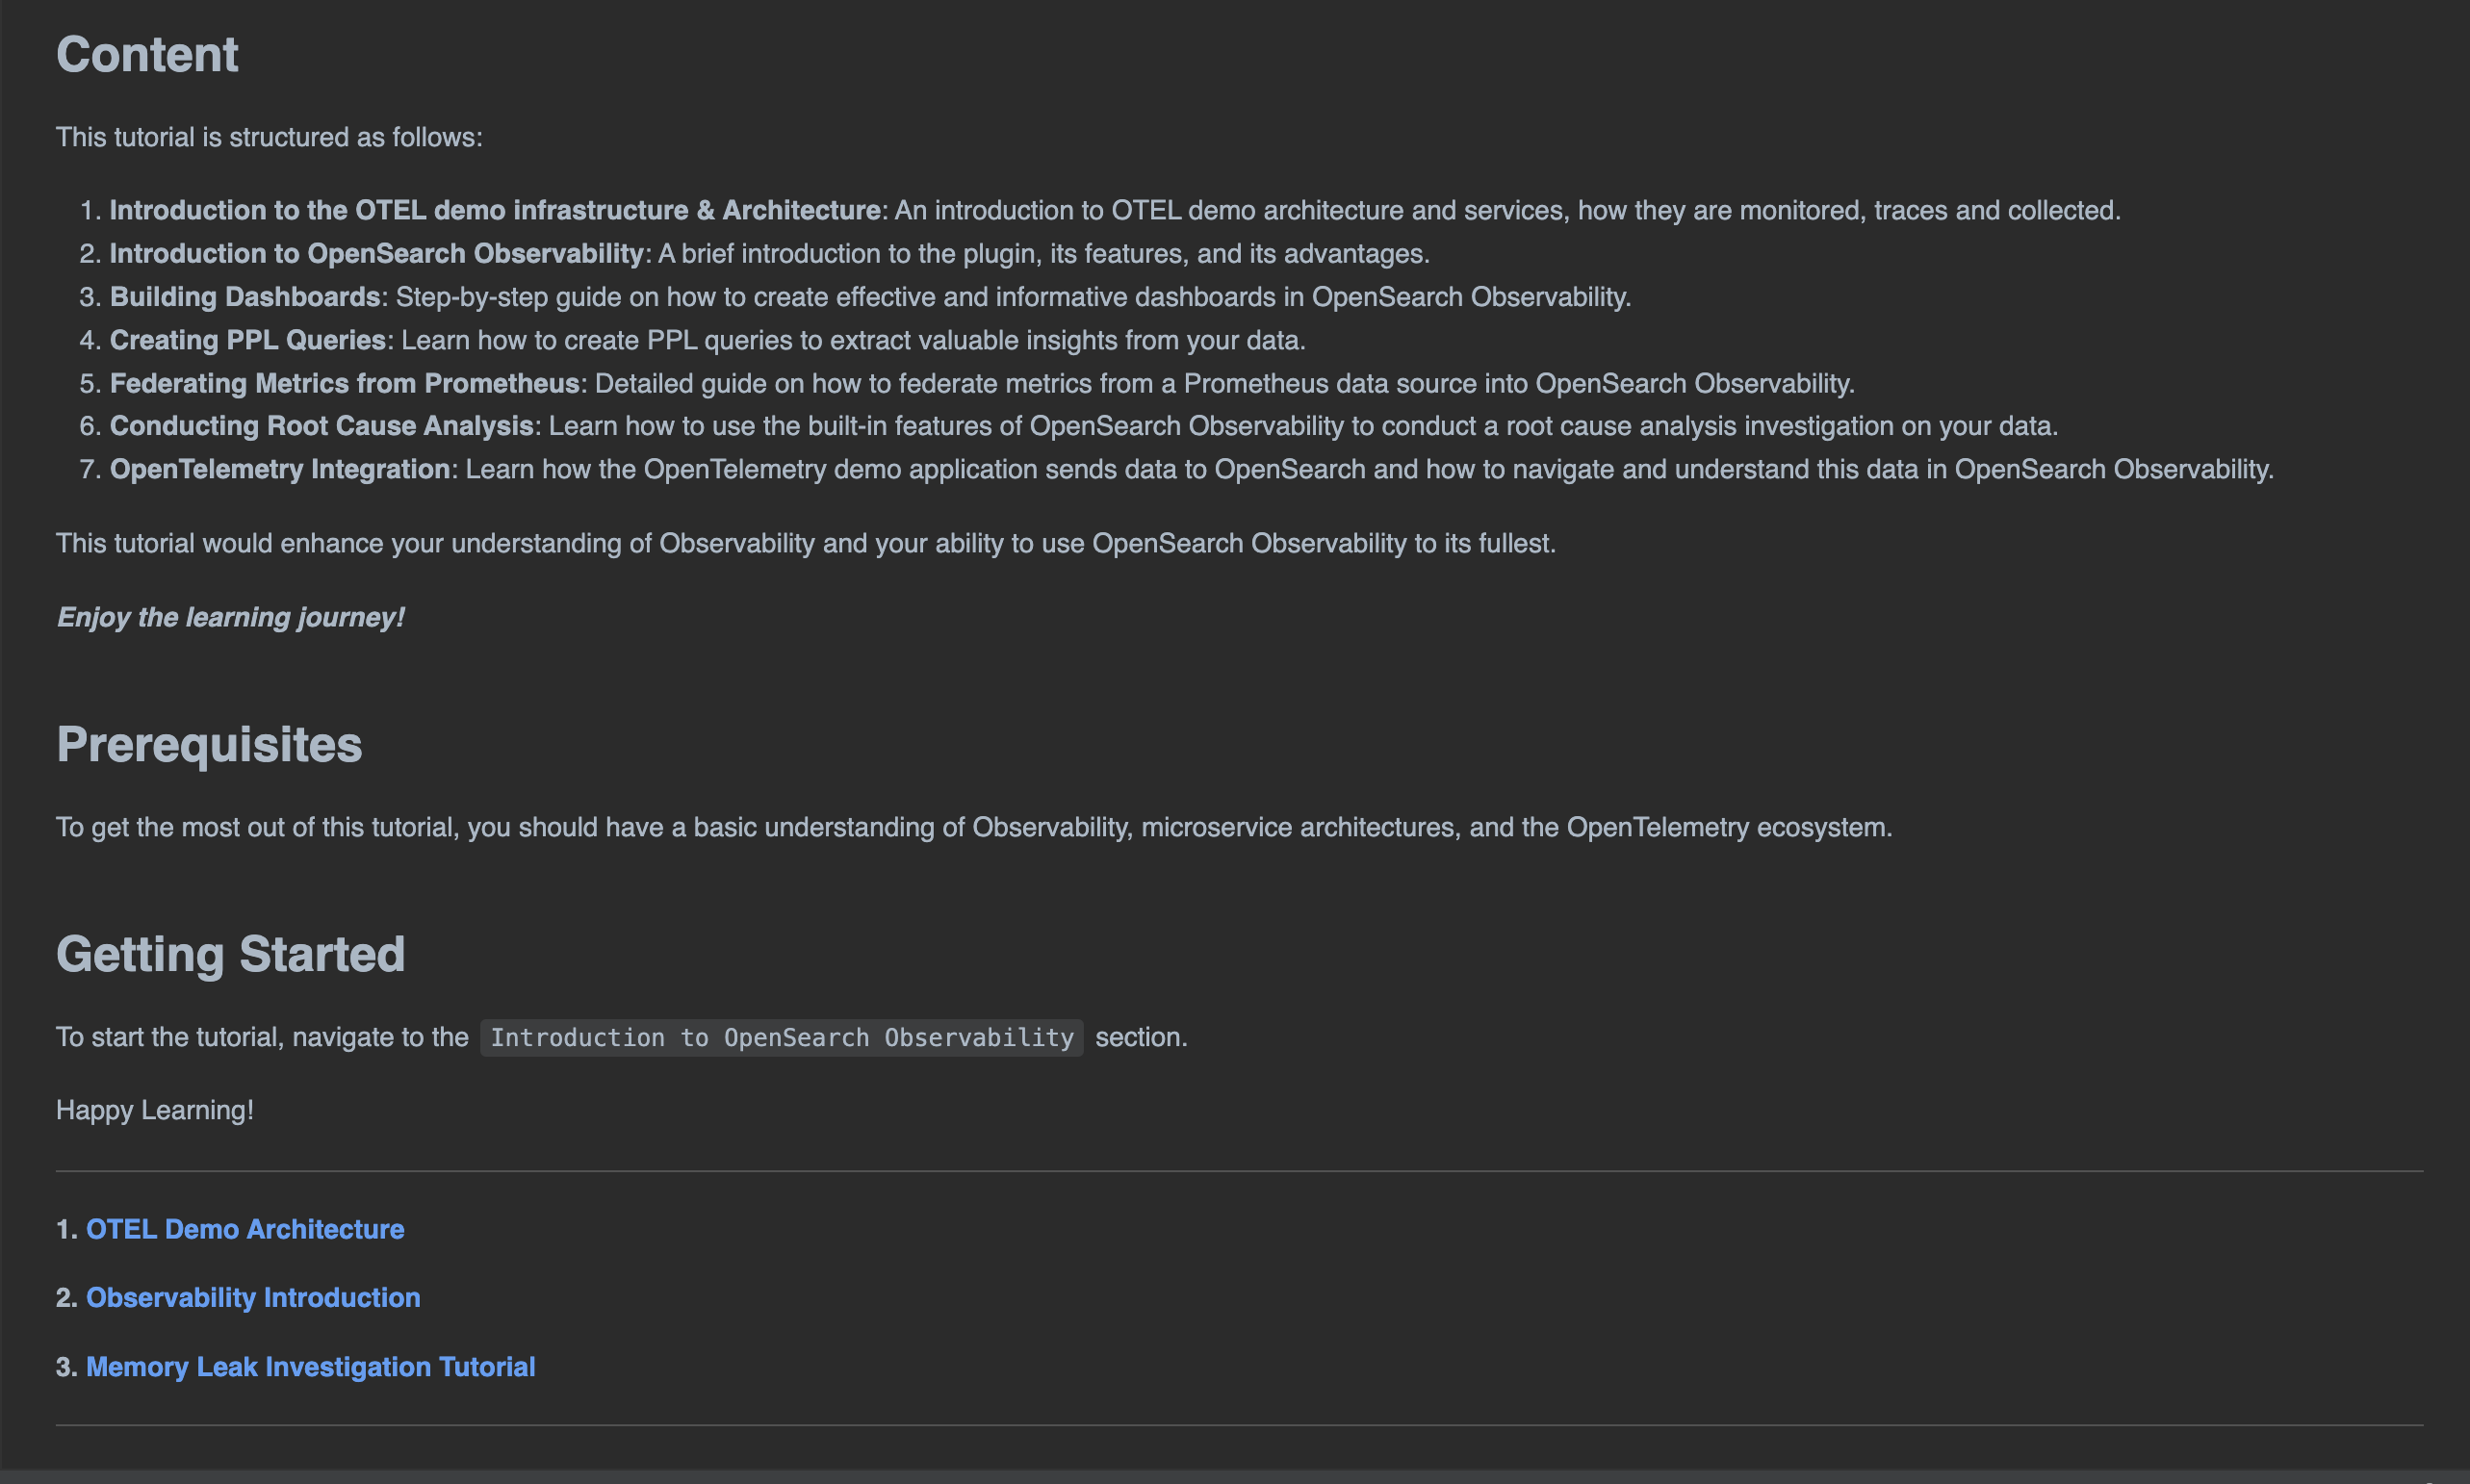 Content
This tutorial is structured as follows:
1. Introduction to the OTEL demo infrastructure & Architecture: An introduction to OTEL demo architecture and services, how they are monitored, traces and collected.
2. Introduction to OpenSearch Observability: A brief introduction to the plugin, its features, and its advantages.
3. Building Dashboards: Step-by-step guide on how to create effective and informative dashboards in OpenSearch Observability.
4. Creating PPL Queries: Learn how to create PPL queries to extract valuable insights from your data.
5. Federating Metrics from Prometheus: Detailed guide on how to federate metrics from a Prometheus data source into OpenSearch Observability.
6. Conducting Root Cause Analysis: Learn how to use the built-in features of OpenSearch Observability to conduct a root cause analysis investigation on your data.
7. OpenTelemetry Integration: Learn how the OpenTelemetry demo application sends data to OpenSearch and how to navigate and understand this data in OpenSearch Observability.
This tutorial would enhance your understanding of Observability and your ability to use OpenSearch Observability to its fullest.
Enjoy the learning journey!
Prerequisites
To get the most out of this tutorial, you should have a basic understanding of Observability, microservice architectures, and the OpenTelemetry ecosystem.
Getting Started
To start the tutorial, navigate to the Introduction to OpenSearch Observability section.
Happy Learning!
1. OTEL Demo Architecture
2. Observability Introduction
3. Memory Leak Investigation Tutorial